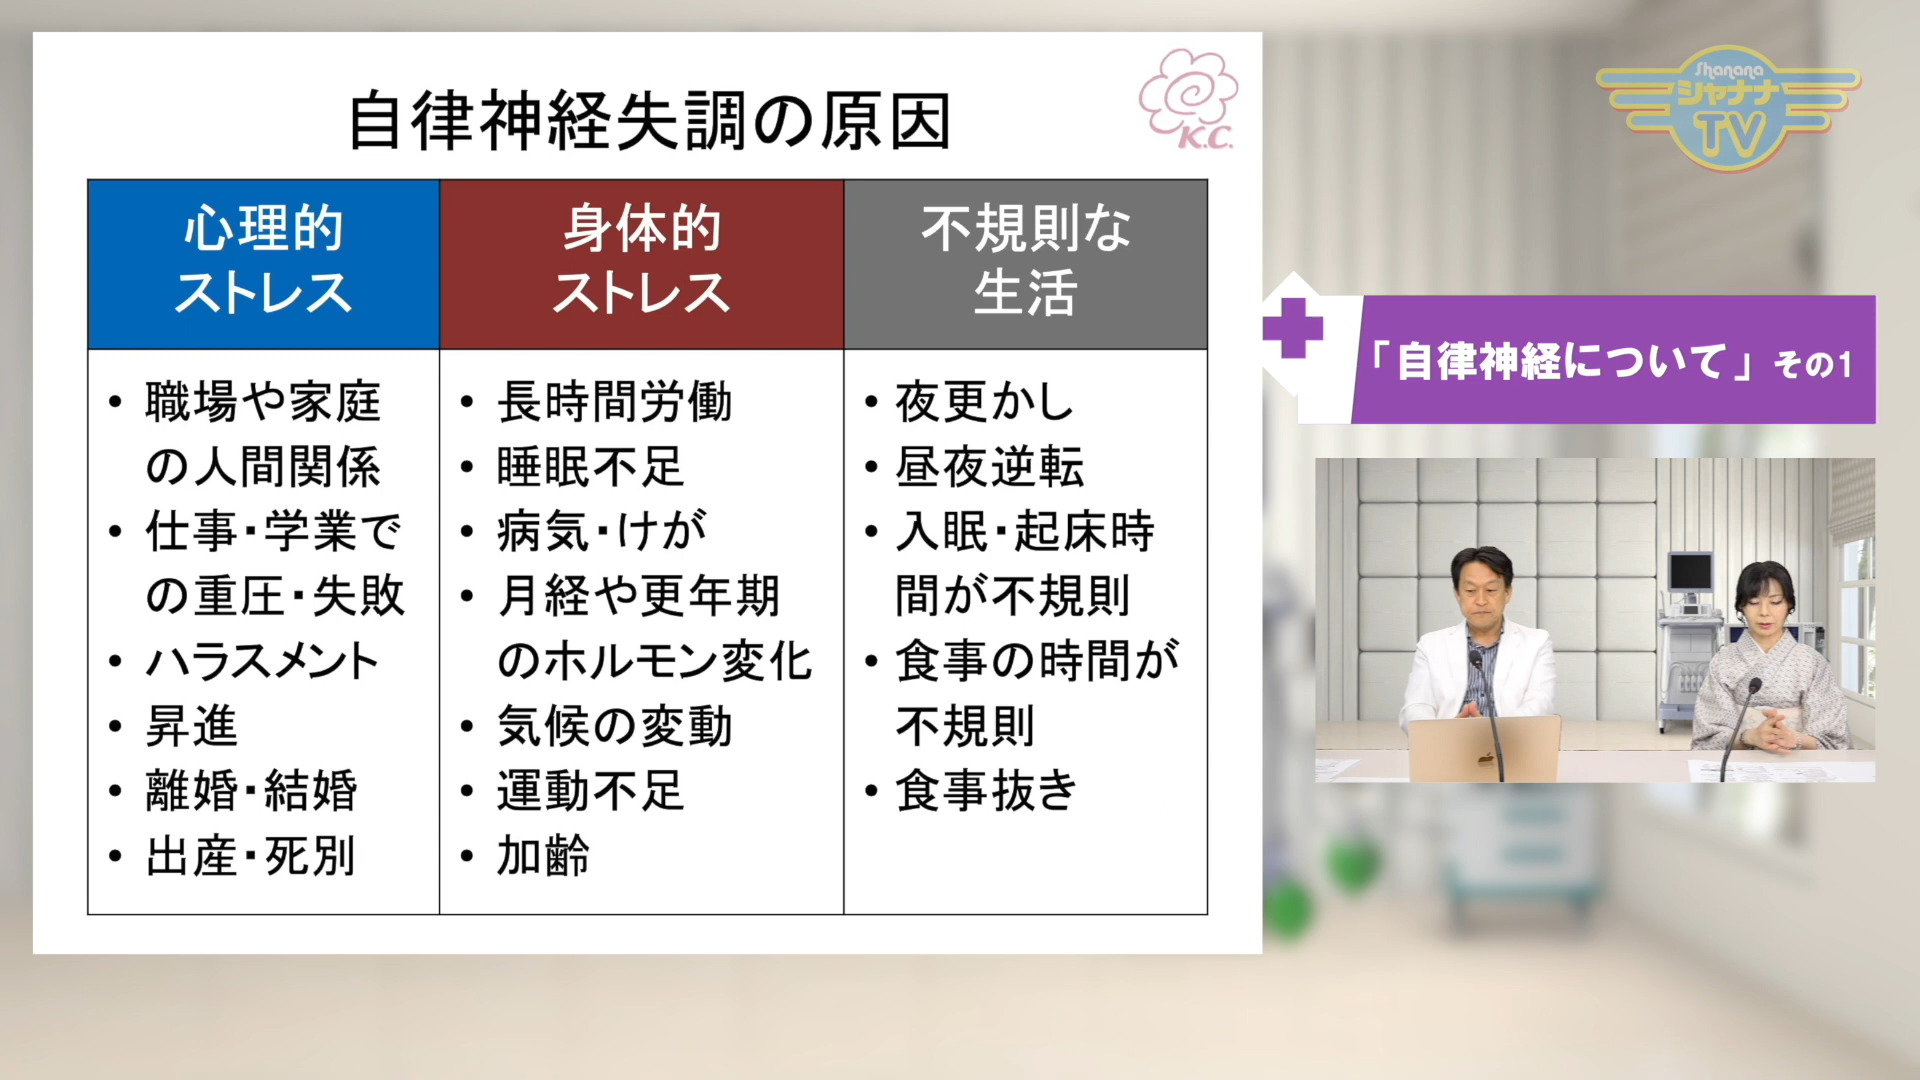 自律神経失調の原因
K.C.
心理的
ストレス
身体的
ストレス
不規則な
生活
• 職場や家庭
の人間関係
• 仕事・学業で
の重圧・失敗
• ハラスメント
• 昇進
• 離婚・結婚
• 出産・死別
• 長時間労働
• 睡眠不足
• 病気・けが
• 月経や更年期
のホルモン変化
• 気候の変動
• 運動不足
• 加齢
• 夜更かし
• 昼夜逆転
• 入眠・起床時
間が不規則
• 食事の時間が
不規則
• 食事抜き
Shanana
シャナナ
TV
「自律神経について」その1